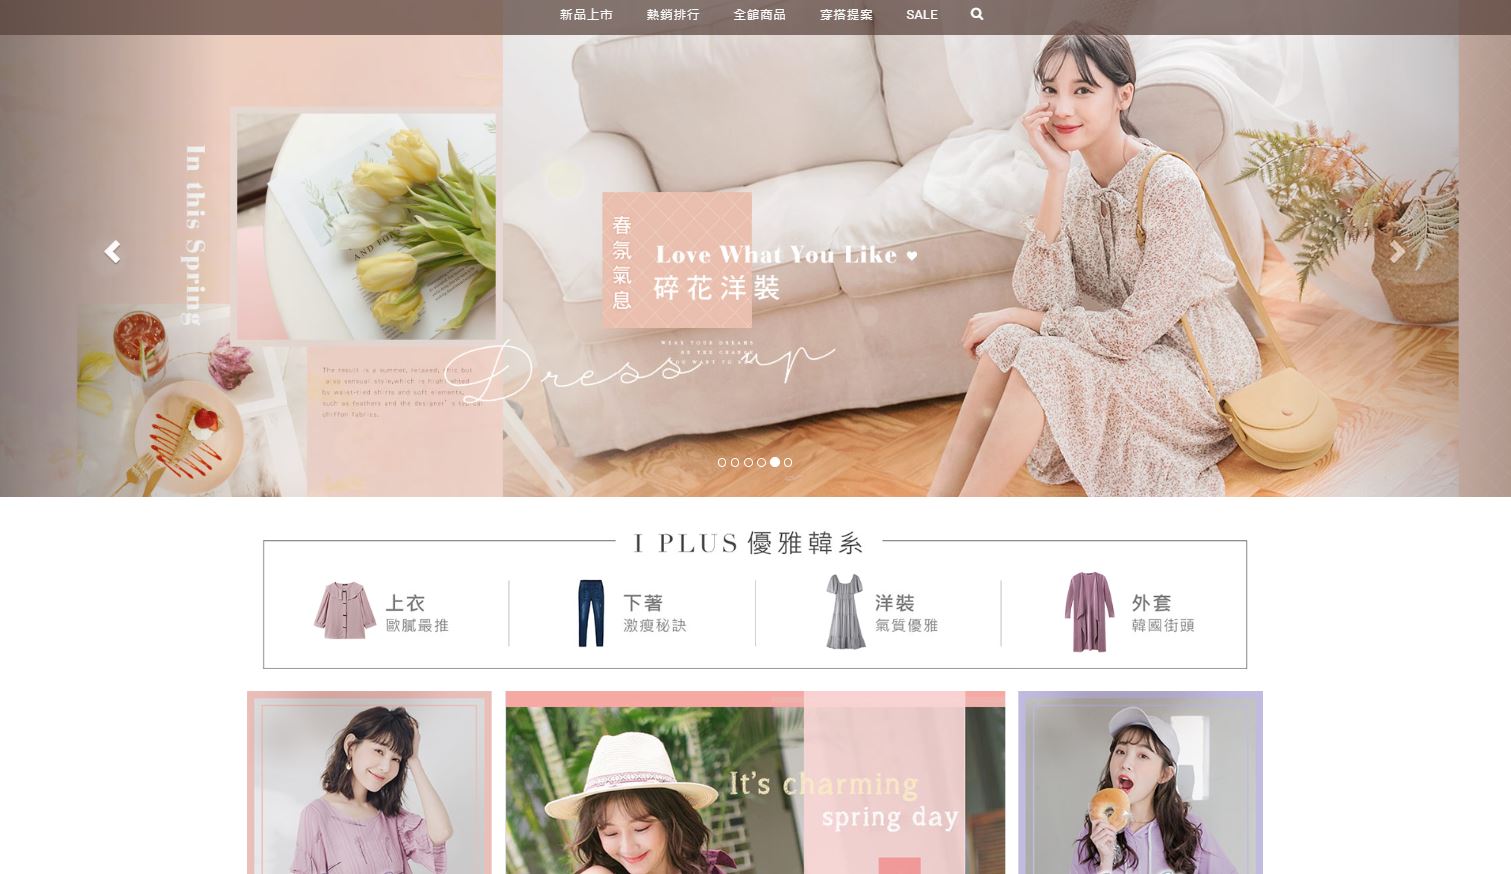 新品上市
熱銷排行
全館商品
穿搭提案
SALE
In this Spring
AND FO
春氛氣息
Love What You Like
碎花洋裝
WEAR YOUR DREAMS
Dress up
The result is a summer, relaxed, chic but
also sensual style, which is highlighted
by waist-tied shirts and soft elements,
such as feathers and the designer's
chiffon fabrics.
I PLUS 優雅韓系
上衣
歐膩最推
下著
激瘦秘訣
洋裝
氣質優雅
外套
韓國街頭
It's charming
spring day